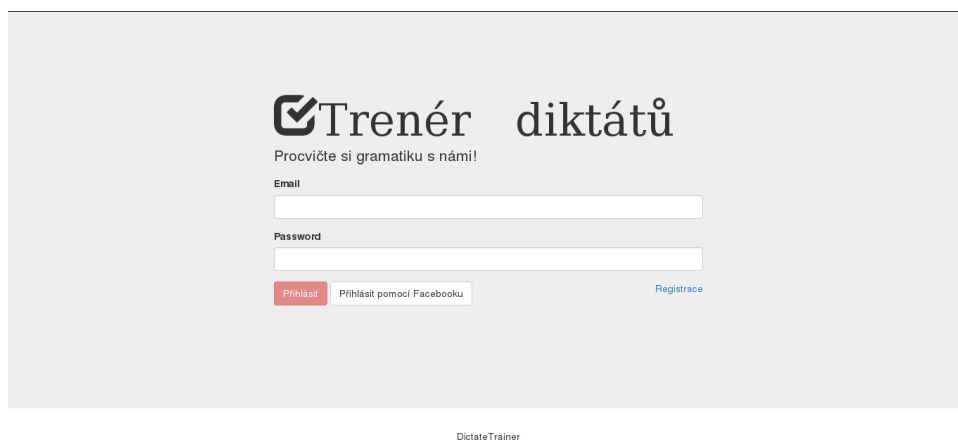 Trenér diktátů
Procvičte si gramatiku s námi!
Email
Password
Přihlásit Přihlásit pomocí Facebooku Registrace
DictateTrainer